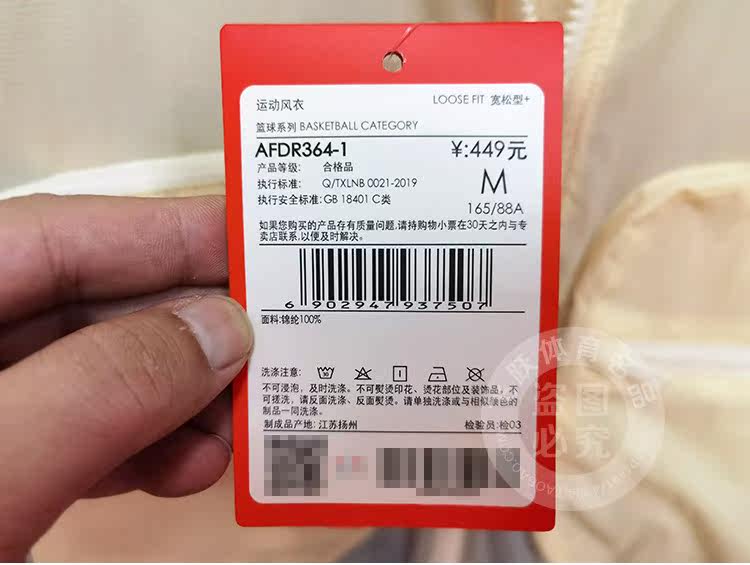 运动风衣
LOOSE FIT 宽松型+
篮球系列 BASKETBALL CATEGORY
AFDR364-1
¥:449元
产品等级: 合格品
执行标准: Q/TXLNB 0021-2019
M
执行安全标准:GB 18401 C类
165/88A
如果您购买的产品存有质量问题,请持购物小票在30天之内与专
卖店联系,以便及时解决。
6 902947 937507
面料:锦纶100%
洗涤注意:
不可浸泡，及时洗涤。不可熨烫印花、烫花部位及装饰品，不
可搓洗，请反面洗涤、反面熨烫。请单独洗涤或与相似颜色的
制品一同洗涤。
制成品产地: 江苏扬州
检验员:检03
跃体育名品
盗图
必究